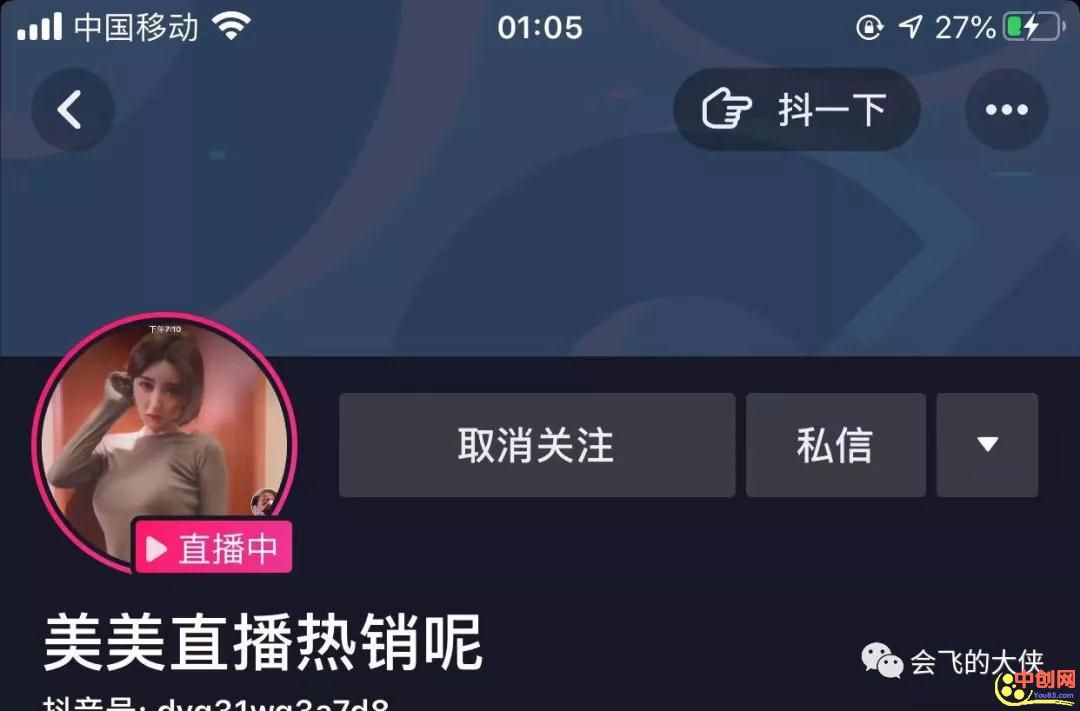 中国移动 01:05 27%
抖一下
下午7:10
取消关注 私信
直播中
美美直播热销呢
会飞的大侠
中创网
You85.com
抖音号: dyg31wg3a7d8